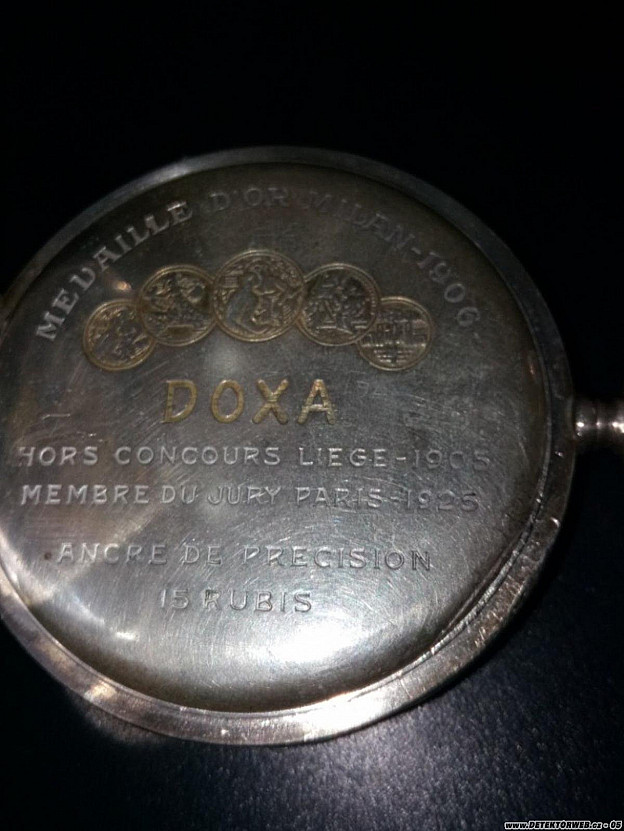 MEDAILLE D'OR MILAN-1906
DOXA
HORS CONCOURS LIEGE-1905
MEMBRE DU JURY PARIS-1925
ANCRE DE PRECISION
15 RUBIS
www.DETEKTORWEB.cz - 05